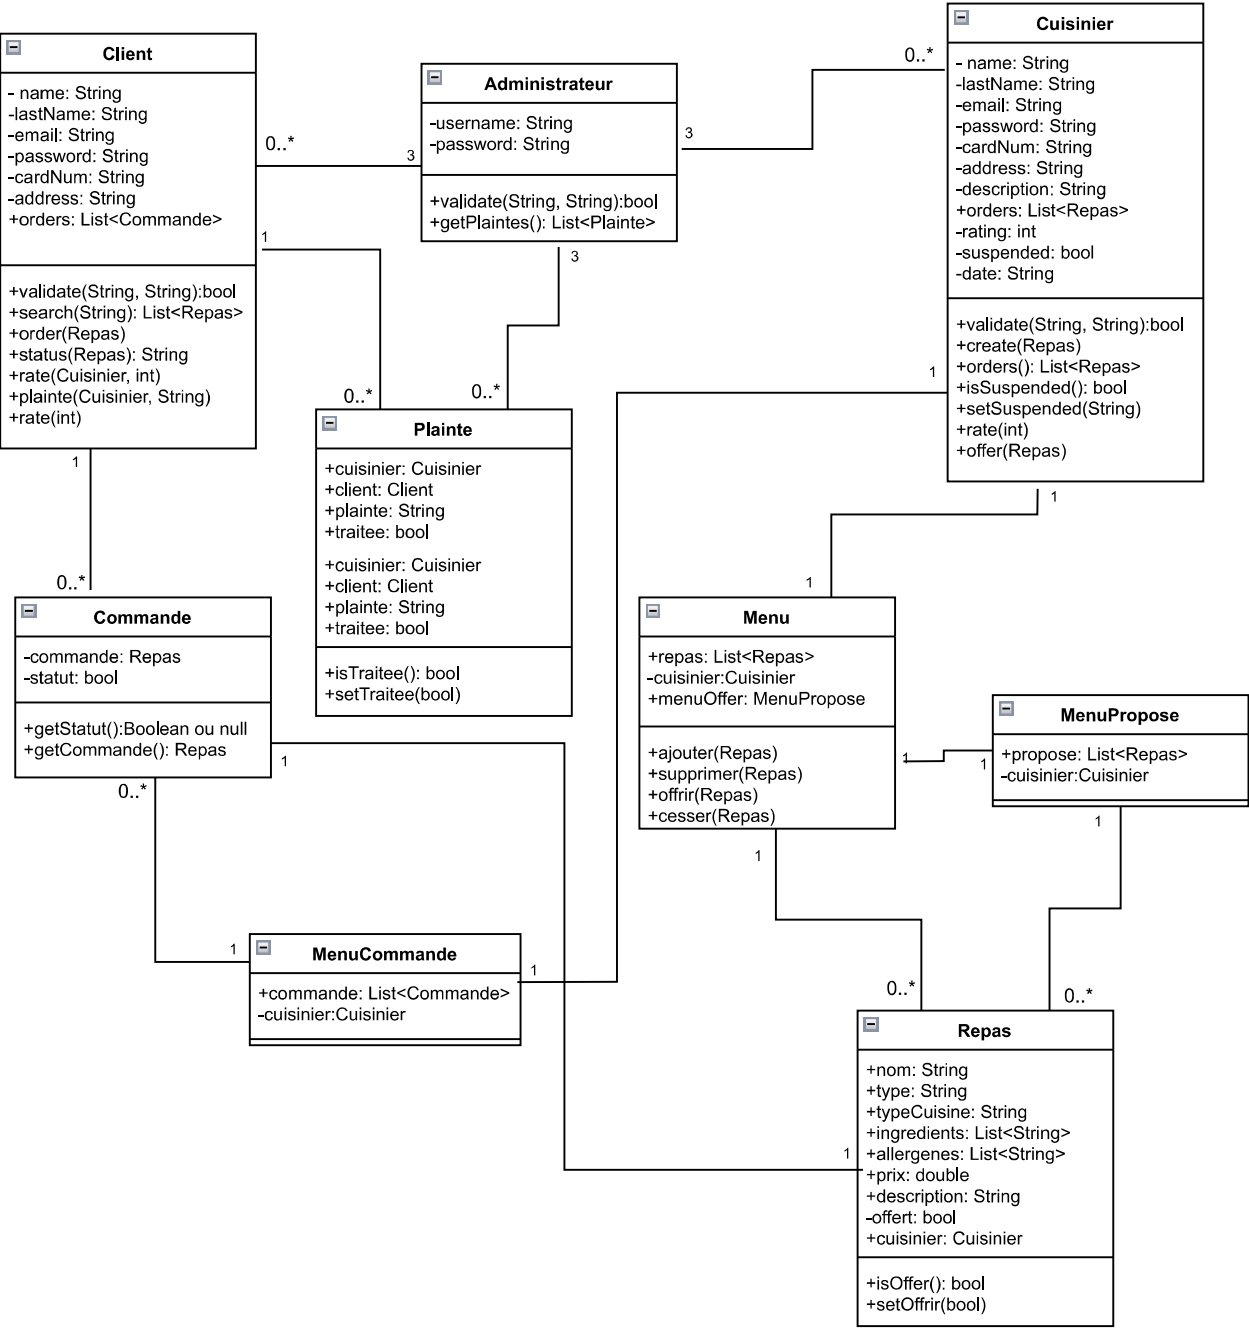 Client
- name: String
-lastName: String
-email: String
-password: String
-cardNum: String
-address: String
+orders: List<Commande>
+validate(String, String):bool
+search(String): List<Repas>
+order(Repas)
+status(Repas): String
+rate(Cuisinier, int)
+plainte(Cuisinier, String)
+rate(int)
0..*
3
1
1
Administrateur
-username: String
-password: String
+validate(String, String):bool
+getPlaintes(): List<Plainte>
3
0..*
3
Cuisinier
- name: String
-lastName: String
-email: String
-password: String
-cardNum: String
-address: String
-description: String
+orders: List<Repas>
-rating: int
-suspended: bool
-date: String
+validate(String, String):bool
+create(Repas)
+orders(): List<Repas>
+isSuspended(): bool
+setSuspended(String)
+rate(int)
+offer(Repas)
1
1
0..*
0..*
Plainte
+cuisinier: Cuisinier
+client: Client
+plainte: String
+traitee: bool
+cuisinier: Cuisinier
+client: Client
+plainte: String
+traitee: bool
+isTraitee(): bool
+setTraitee(bool)
0..*
Commande
-commande: Repas
-statut: bool
+getStatut():Boolean ou null
+getCommande(): Repas
1
0..*
1
Menu
+repas: List<Repas>
-cuisinier:Cuisinier
+menuOffer: MenuPropose
+ajouter(Repas)
+supprimer(Repas)
+offrir(Repas)
+cesser(Repas)
1
1
1
MenuPropose
+propose: List<Repas>
-cuisinier:Cuisinier
1
1
MenuCommande
+commande: List<Commande>
-cuisinier:Cuisinier
1
0..*
0..*
Repas
+nom: String
+type: String
+typeCuisine: String
+ingredients: List<String>
+allergenes: List<String>
+prix: double
+description: String
-offert: bool
+cuisinier: Cuisinier
+isOffer(): bool
+setOffrir(bool)
1